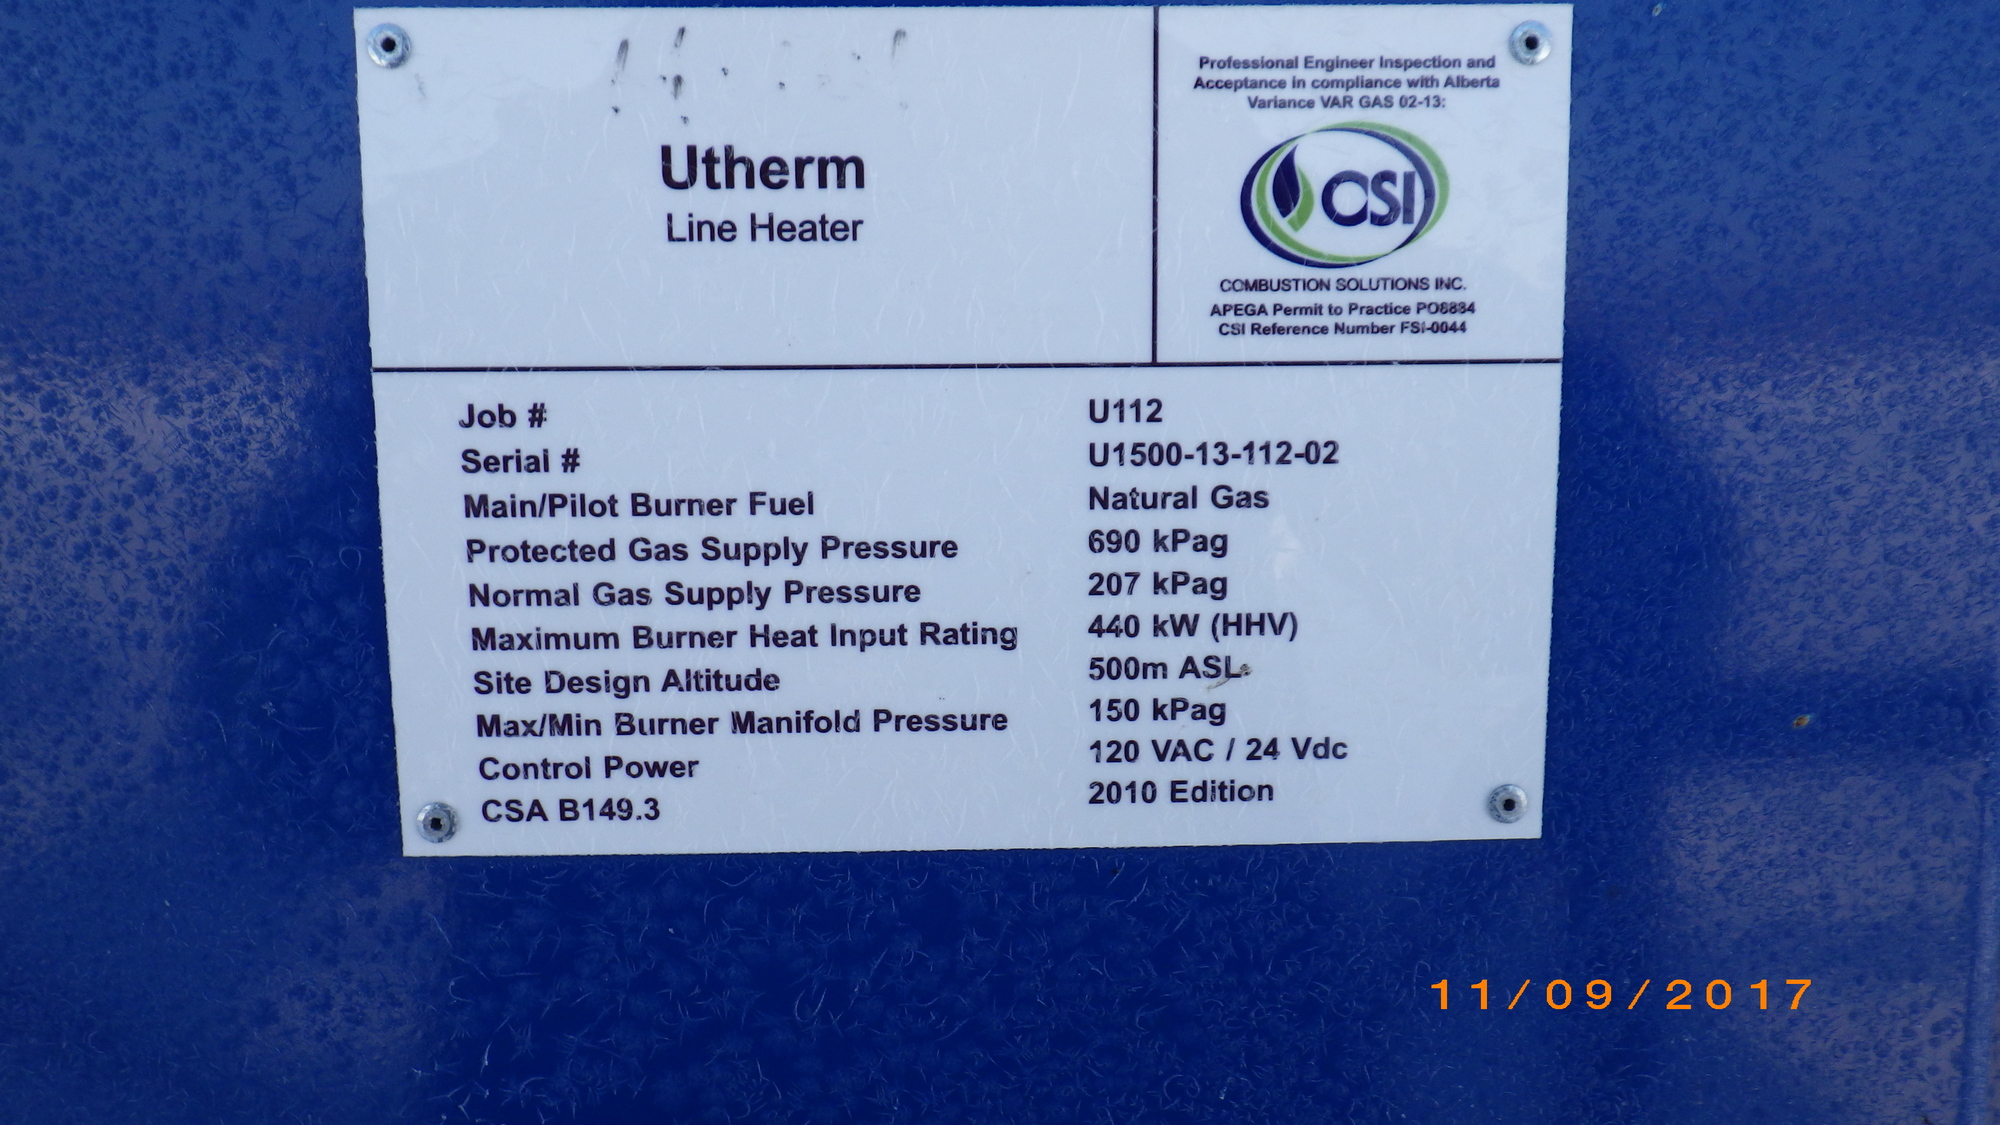 Utherm
Line Heater
Professional Engineer Inspection and
Acceptance in compliance with Alberta
Variance VAR GAS 02-13:
CSI
COMBUSTION SOLUTIONS INC.
APEGA Permit to Practice PO8884
CSI Reference Number FSI-0044
Job # U112
Serial # U1500-13-112-02
Main/Pilot Burner Fuel Natural Gas
Protected Gas Supply Pressure 690 kPag
Normal Gas Supply Pressure 207 kPag
Maximum Burner Heat Input Rating 440 kW (HHV)
Site Design Altitude 500m ASL
Max/Min Burner Manifold Pressure 150 kPag
Control Power 120 VAC / 24 Vdc
CSA B149.3 2010 Edition
11/09/2017